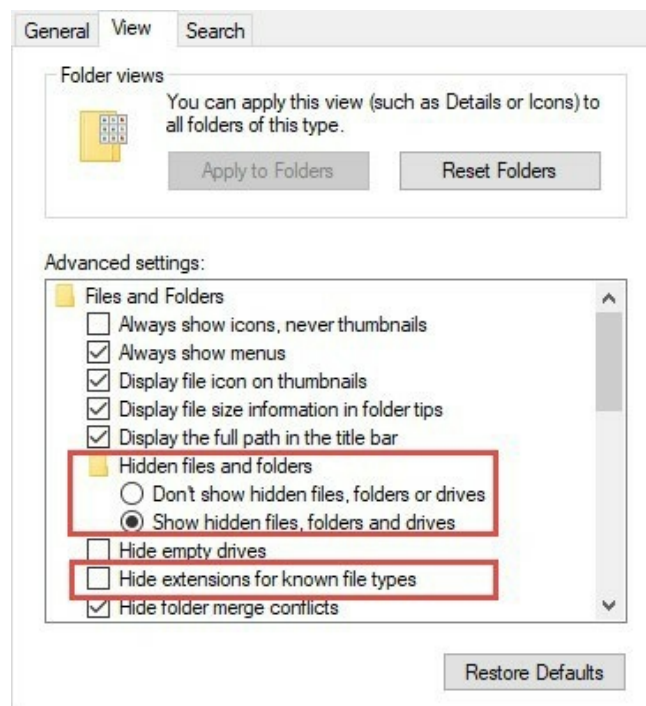 General View Search
Folder views
You can apply this view (such as Details or Icons) to
all folders of this type.
Apply to Folders Reset Folders
Advanced settings:
Files and Folders
Always show icons, never thumbnails
Always show menus
Display file icon on thumbnails
Display file size information in folder tips
Display the full path in the title bar
Hidden files and folders
Don't show hidden files, folders or drives
Show hidden files, folders and drives
Hide empty drives
Hide extensions for known file types
Hide folder merge conflicts
Restore Defaults